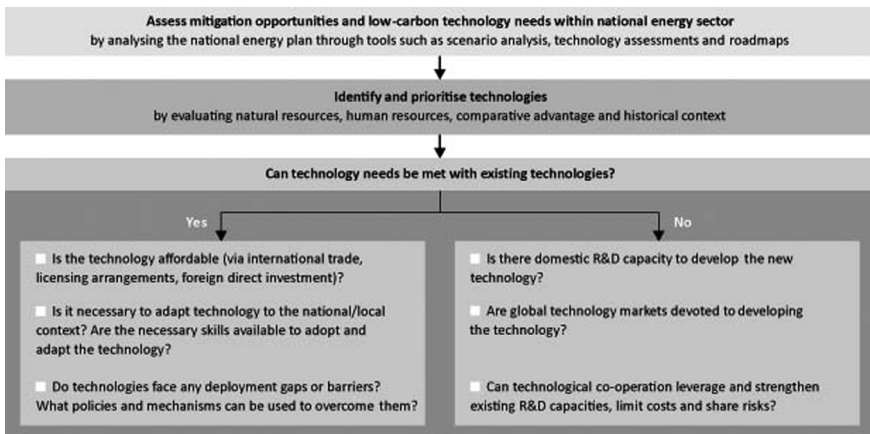 Assess mitigation opportunities and low-carbon technology needs within national energy sector
by analysing the national energy plan through tools such as scenario analysis, technology assessments and roadmaps
Identify and prioritise technologies
by evaluating natural resources, human resources, comparative advantage and historical context
Can technology needs be met with existing technologies?
Yes
Is the technology affordable (via international trade,
licensing arrangements, foreign direct investment)?
Is it necessary to adapt technology to the national/local
context? Are the necessary skills available to adopt and
adapt the technology?
Do technologies face any deployment gaps or barriers?
What policies and mechanisms can be used to overcome them?
No
Is there domestic R&D capacity to develop the new
technology?
Are global technology markets devoted to developing
the technology?
Can technological co-operation leverage and strengthen
existing R&D capacities, limit costs and share risks?